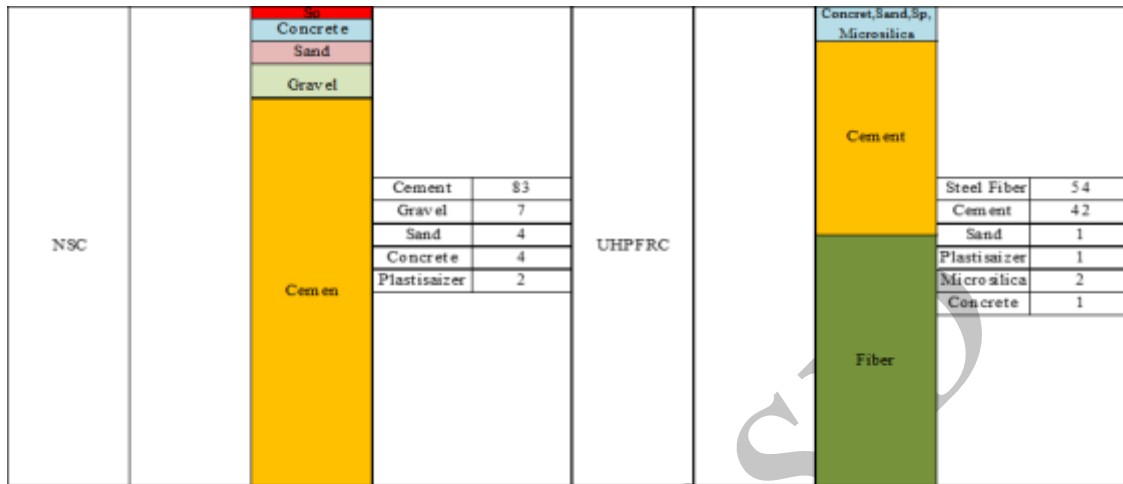 NSC
Sp
Concrete
Sand
Gravel
Cemen
Cement 83
Gravel 7
Sand 4
Concrete 4
Plastisaizer 2
UHPFRC
Concret,Sand,Sp,
Microsilica
Cement
Fiber
Steel Fiber 54
Cement 42
Sand 1
Plastisaizer 1
Microsilica 2
Concrete 1